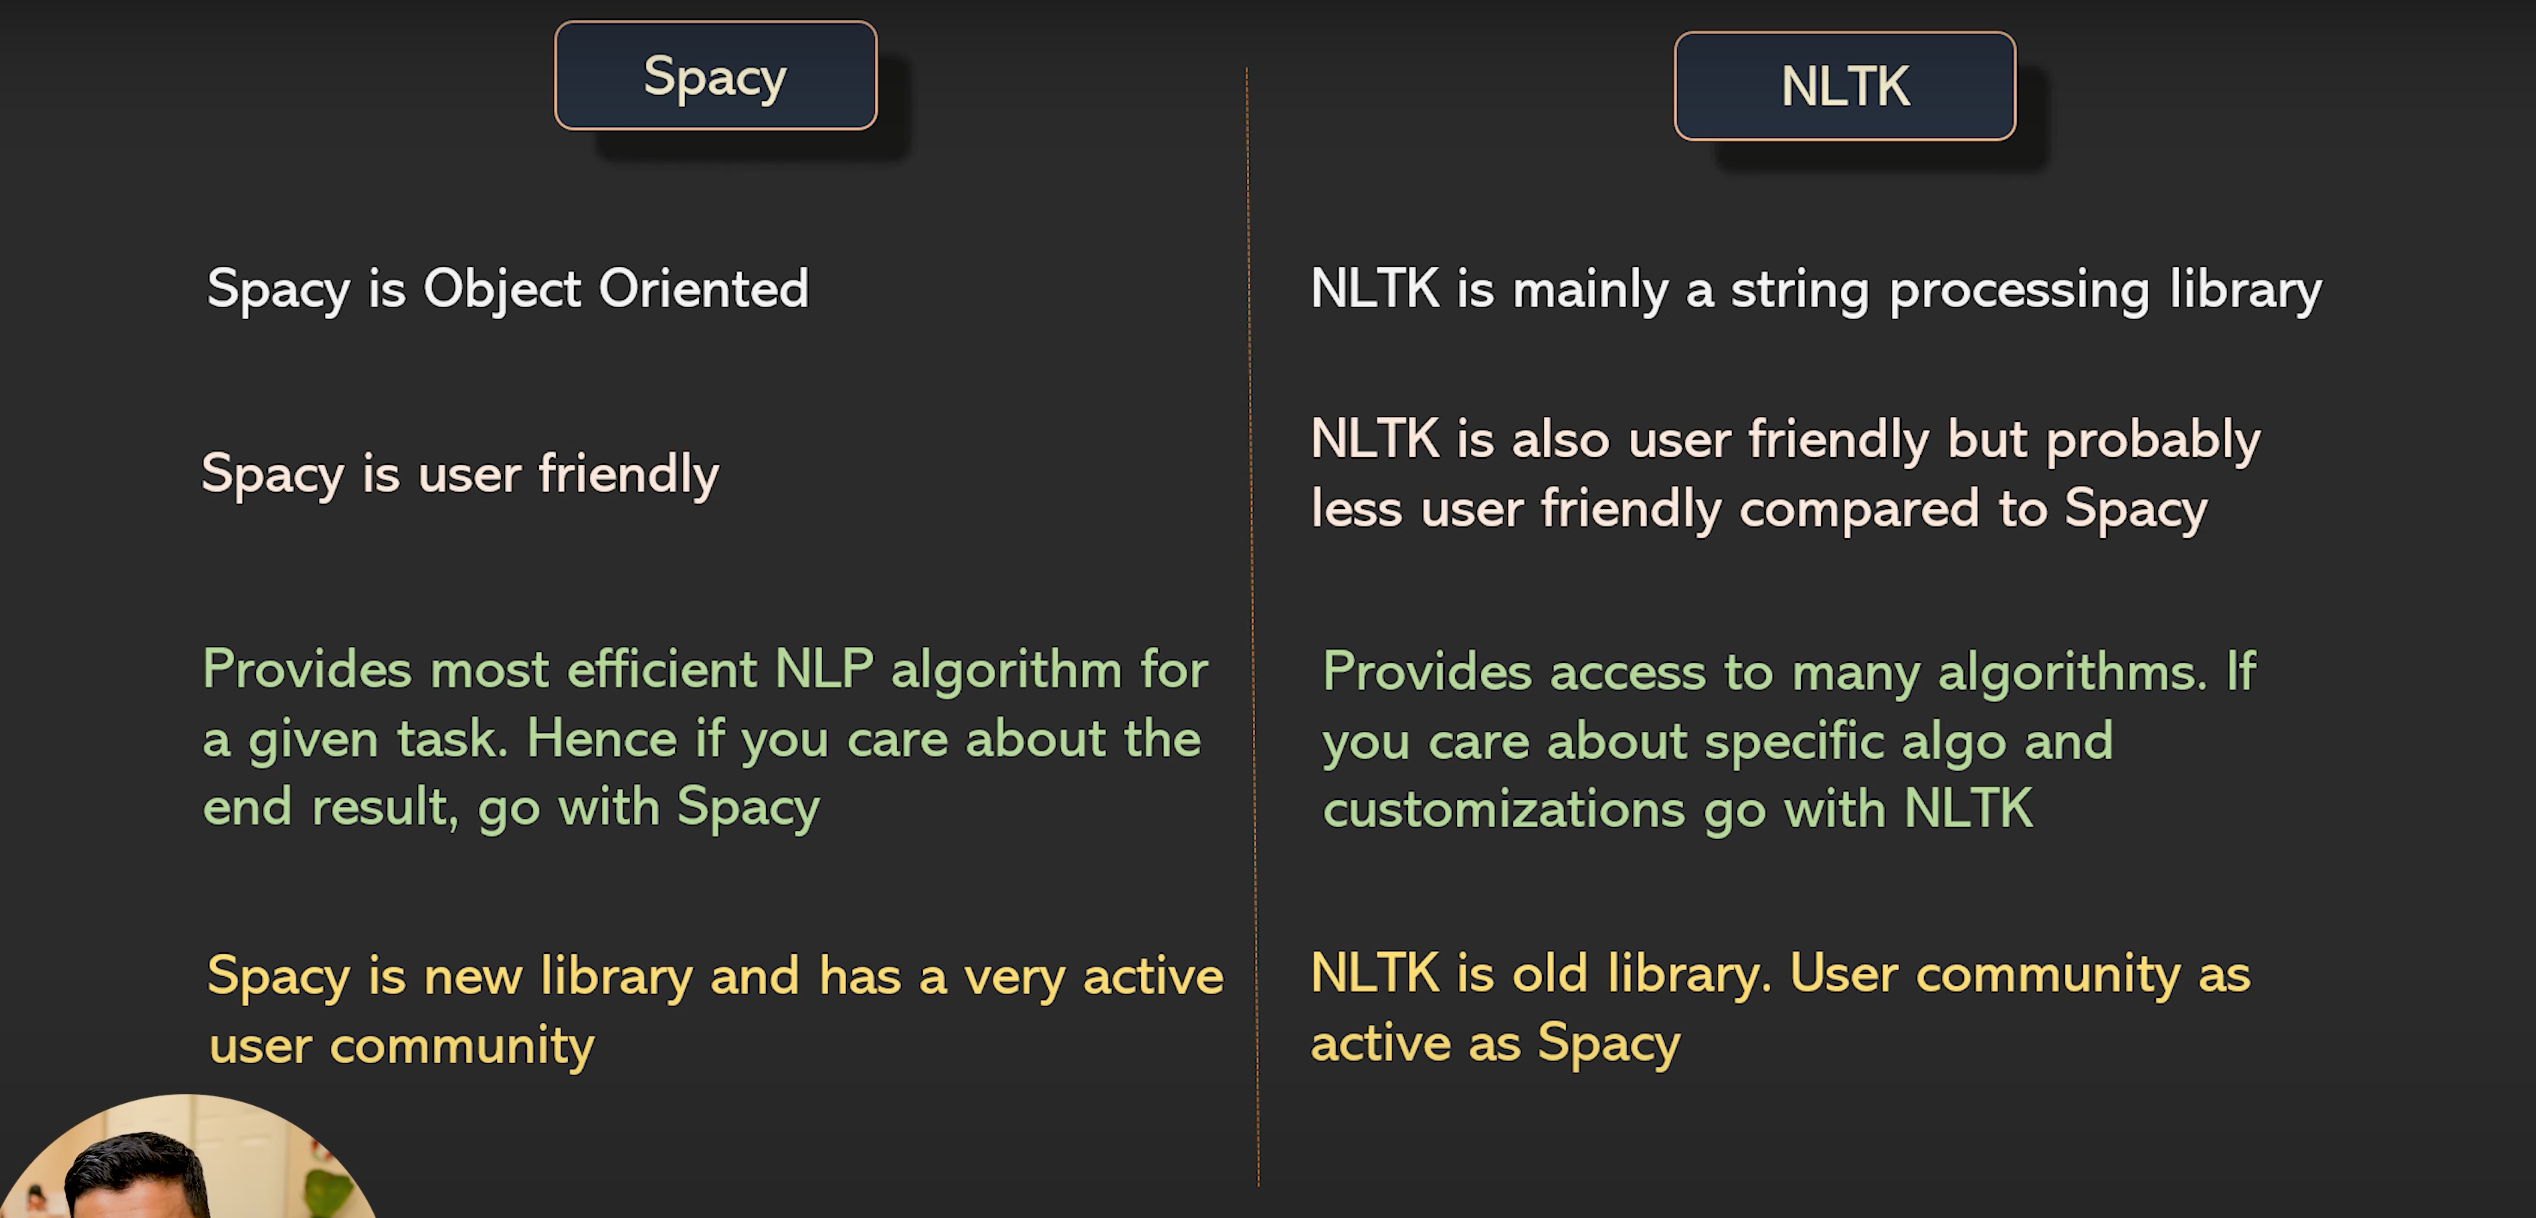 Spacy
Spacy is Object Oriented
Spacy is user friendly
Provides most efficient NLP algorithm for
a given task. Hence if you care about the
end result, go with Spacy
Spacy is new library and has a very active
user community
NLTK
NLTK is mainly a string processing library
NLTK is also user friendly but probably
less user friendly compared to Spacy
Provides access to many algorithms. If
you care about specific algo and
customizations go with NLTK
NLTK is old library. User community as
active as Spacy